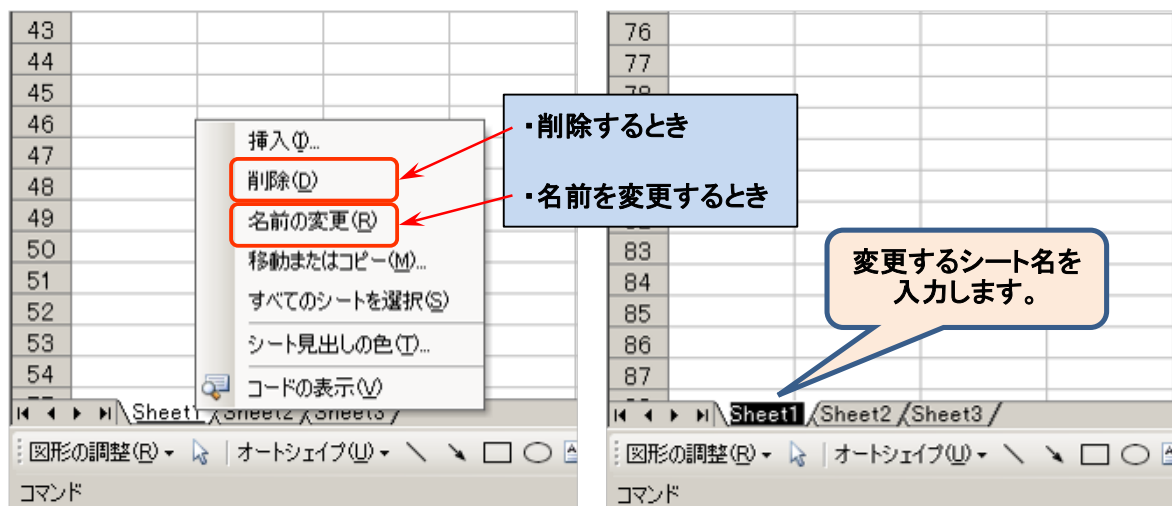 43
44
45
46
47
48
49
50
51
52
53
54
挿入(I)...
削除(D)
名前の変更(R)
移動またはコピー(M)...
すべてのシートを選択(S)
シート見出しの色(T)...
コードの表示(V)
Sheet1 Sheet2 Sheet3
図形の調整(R) オートシェイプ(U)
コマンド
・削除するとき
・名前を変更するとき
76
77
78
83
84
85
86
87
変更するシート名を
入力します。
Sheet1 Sheet2 Sheet3
図形の調整(R) オートシェイプ(U)
コマンド